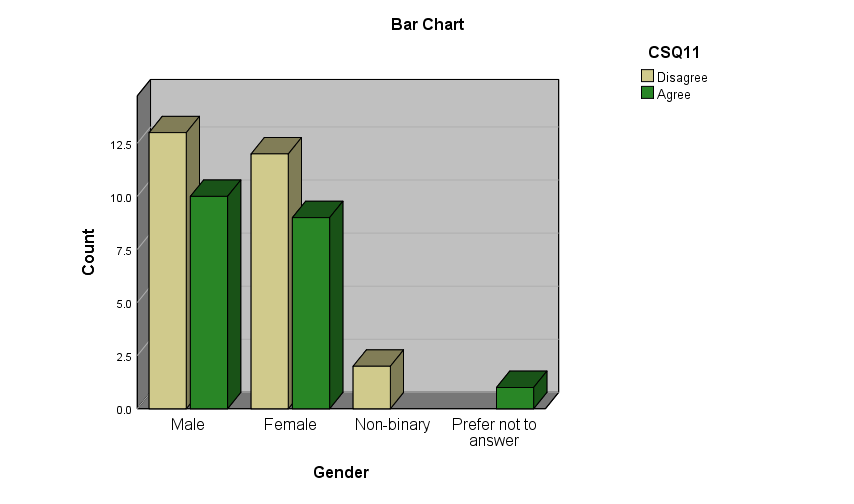 Bar Chart
CSQ11
Disagree
Agree
12.5
10.0
7.5
5.0
2.5
0.0
Count
Male
Female
Non-binary
Prefer not to
answer
Gender